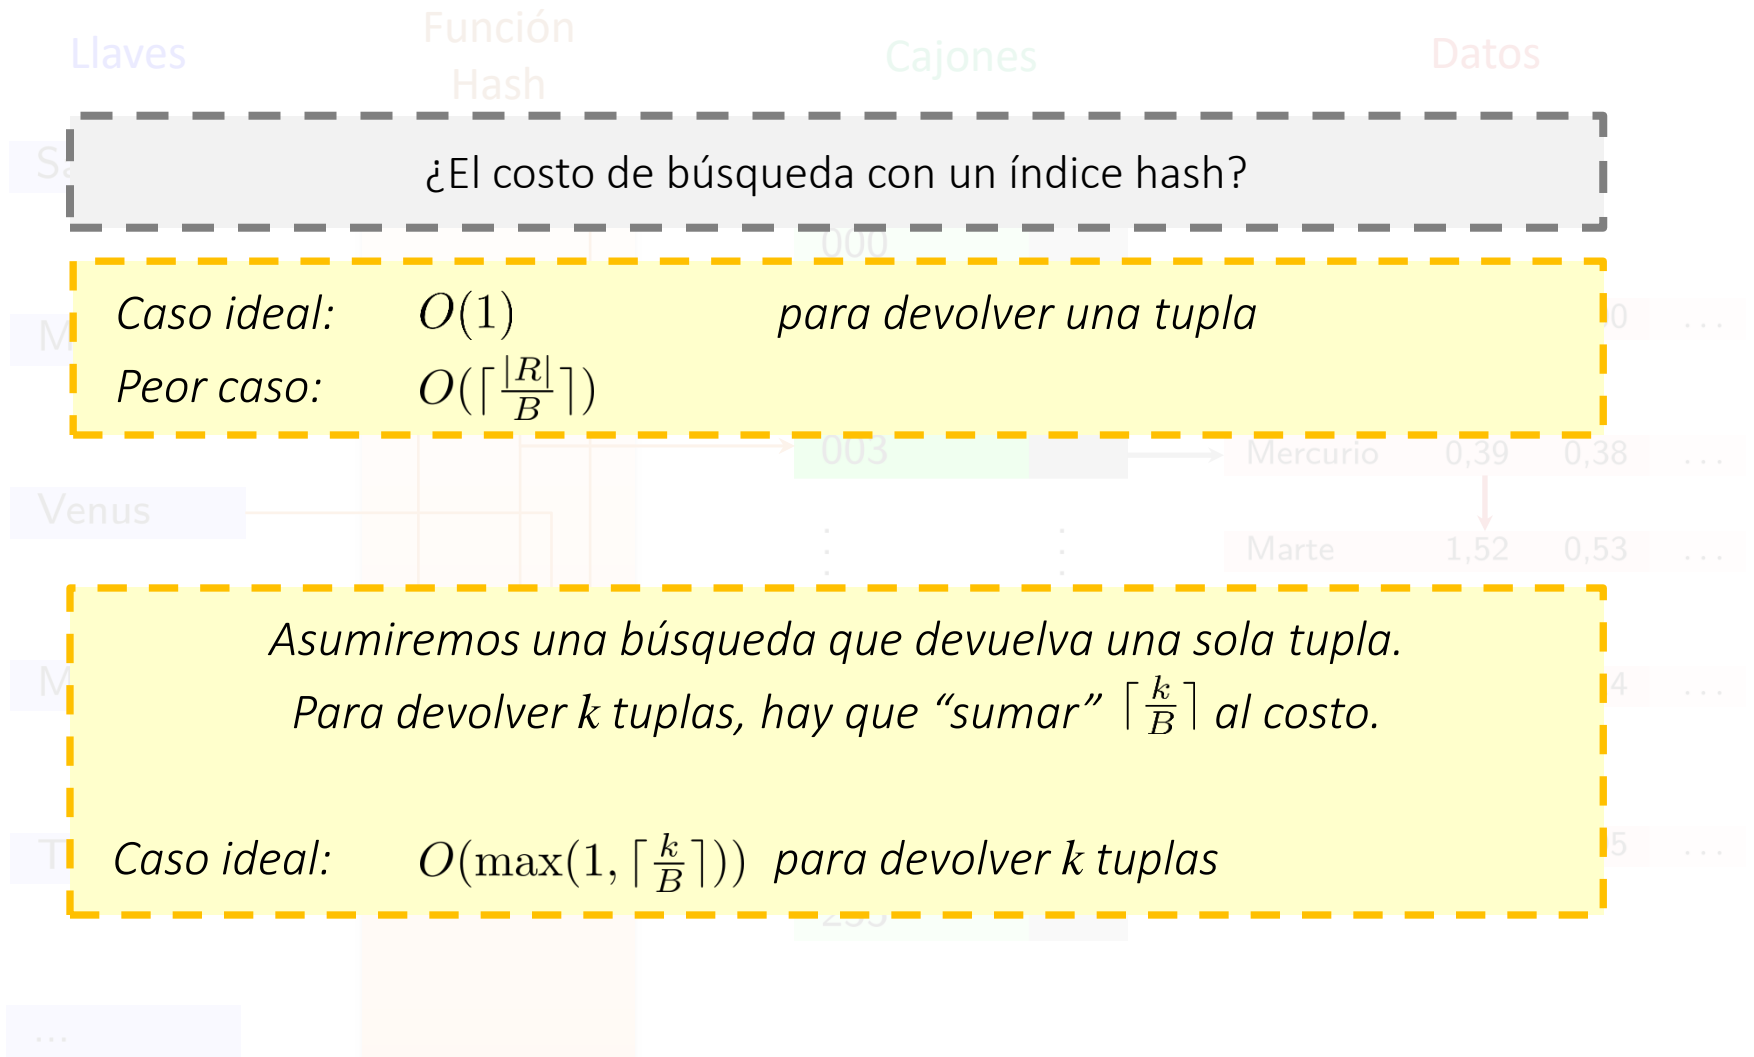 Llaves
Función
Hash
Cajones
Datos
¿El costo de búsqueda con un índice hash?
000
Caso ideal: O(1) para devolver una tupla
Peor caso: O(⌈|R|/B⌉)
...
003
Mercurio 0,39 0,38 ...
Venus
Marte 1,52 0,53 ...
Asumiremos una búsqueda que devuelva una sola tupla.
Para devolver k tuplas, hay que “sumar” ⌈k/B⌉ al costo.
...
Caso ideal: O(max(1, ⌈k/B⌉)) para devolver k tuplas
...
...